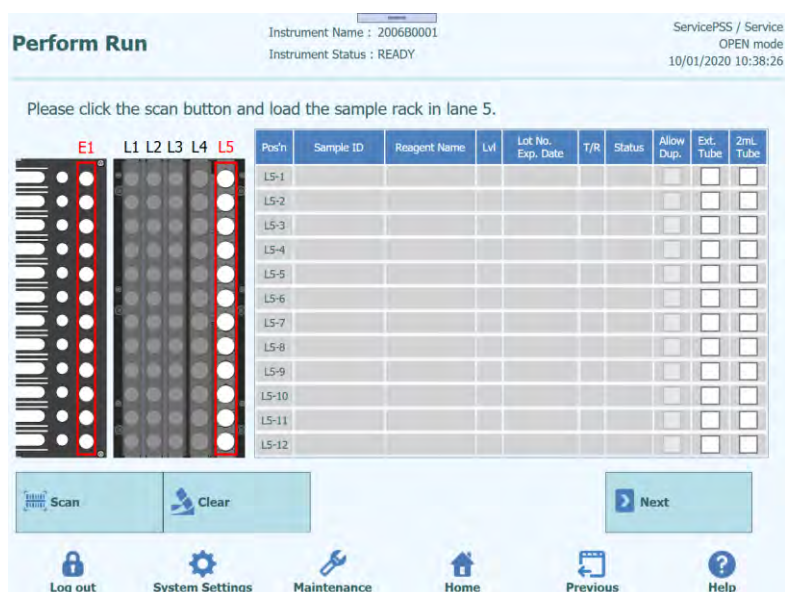 Perform Run
Instrument Name : 2006B0001
Instrument Status : READY
ServicePSS / Service
OPEN mode
10/01/2020 10:38:26
Please click the scan button and load the sample rack in lane 5.
E1 L1 L2 L3 L4 L5
Pos'n Sample ID Reagent Name Lvl Lot No. Exp. Date T/R Status Allow Dup. Ext. Tube 2mL Tube
L5-1
L5-2
L5-3
L5-4
L5-5
L5-6
L5-7
L5-8
L5-9
L5-10
L5-11
L5-12
Scan Clear Next
Log out System Settings Maintenance Home Previous Help